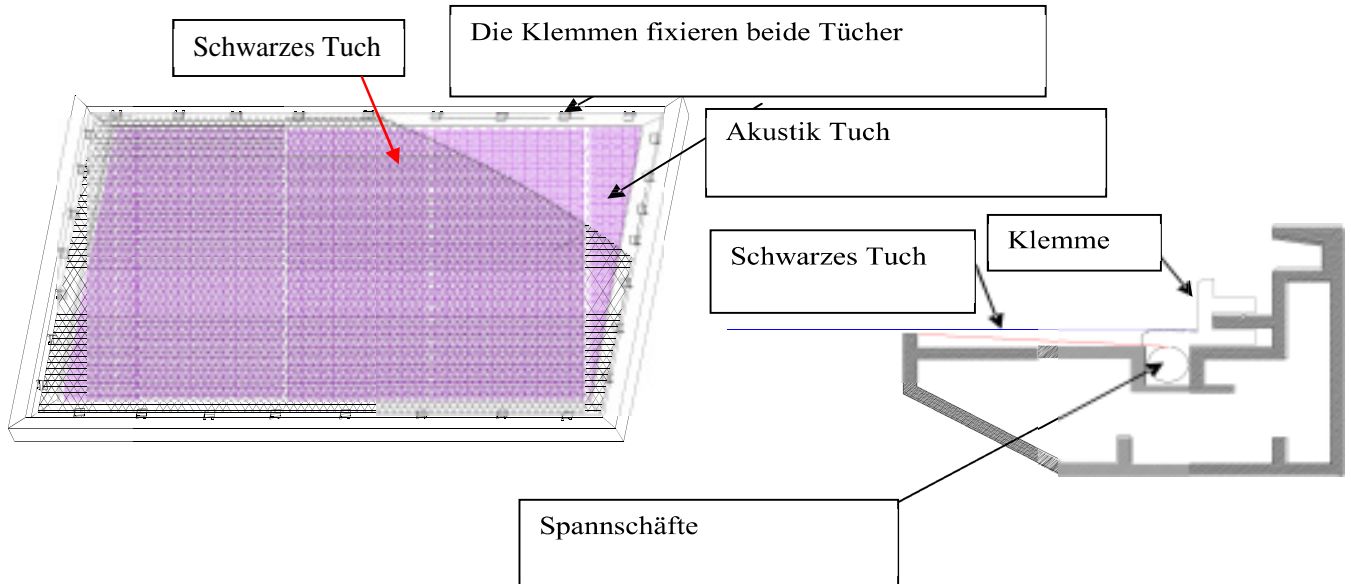 Die Klemmen fixieren beide Tücher
Schwarzes Tuch
Akustik Tuch
Schwarzes Tuch
Klemme
Spannschäfte